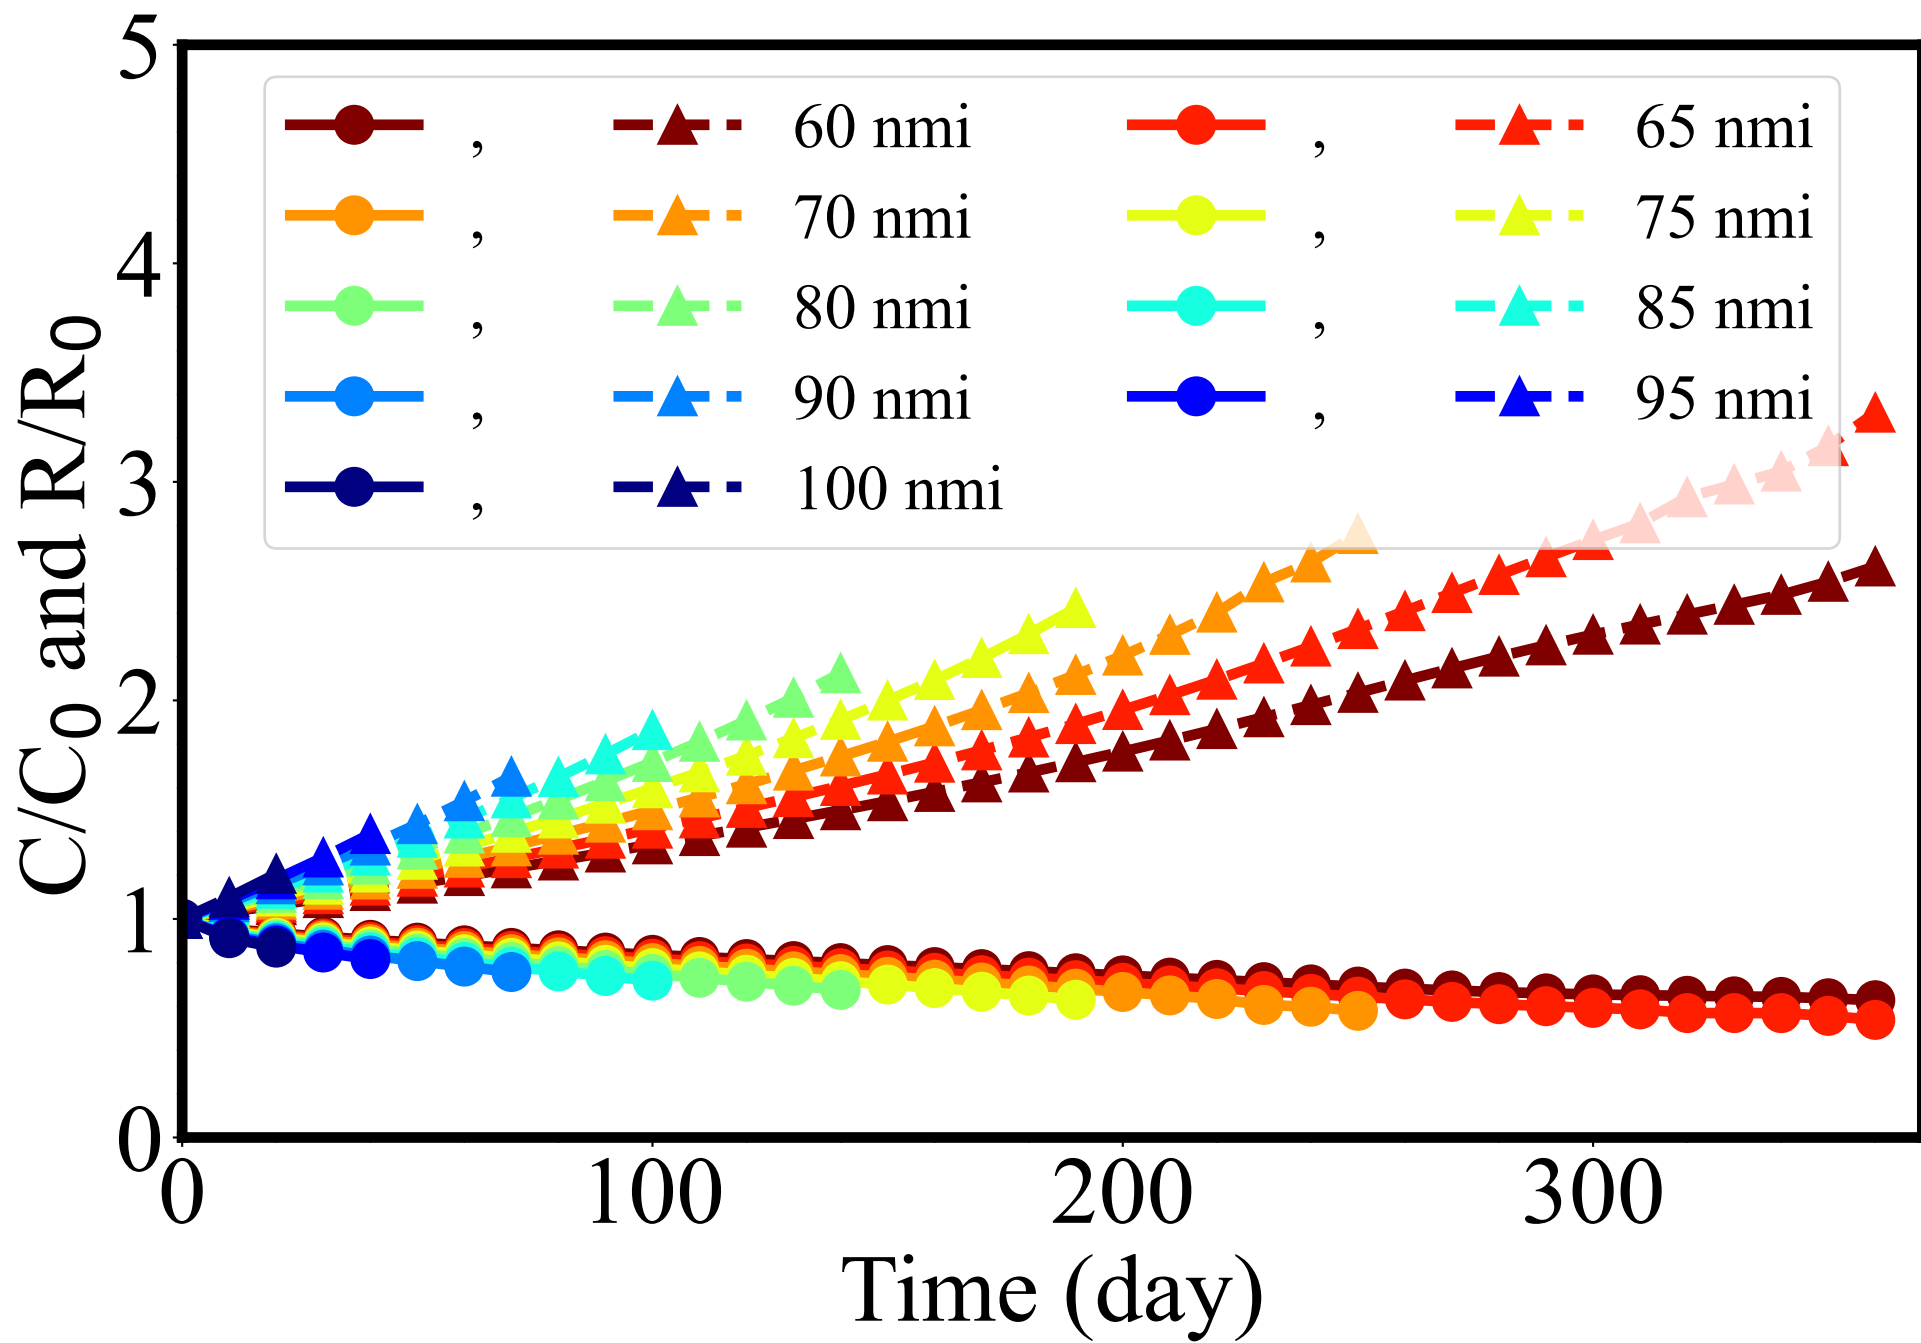 C/C₀ and R/R₀
5
4
3
2
1
0
, 60 nmi , 65 nmi
, 70 nmi , 75 nmi
, 80 nmi , 85 nmi
, 90 nmi , 95 nmi
, 100 nmi
0 100 200 300
Time (day)